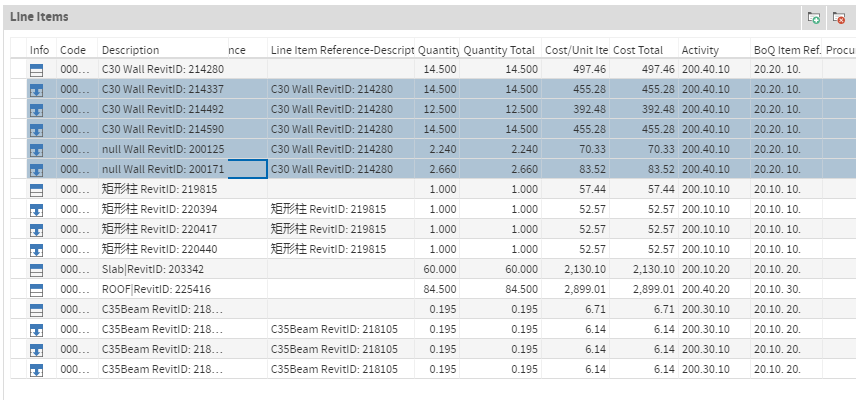 Line Items
Info Code Description nce Line Item Reference-Descript Quantity Quantity Total Cost/Unit Ite Cost Total Activity BoQ Item Ref. Procur
000... C30 Wall RevitID: 214280 14.500 14.500 497.46 497.46 200.40.10 20.20. 10.
000... C30 Wall RevitID: 214337 C30 Wall RevitID: 214280 14.500 14.500 455.28 455.28 200.40.10 20.20. 10.
000... C30 Wall RevitID: 214492 C30 Wall RevitID: 214280 12.500 12.500 392.48 392.48 200.40.10 20.20. 10.
000... C30 Wall RevitID: 214590 C30 Wall RevitID: 214280 14.500 14.500 455.28 455.28 200.40.10 20.20. 10.
000... null Wall RevitID: 200125 C30 Wall RevitID: 214280 2.240 2.240 70.33 70.33 200.40.10 20.20. 10.
000... null Wall RevitID: 200171 C30 Wall RevitID: 214280 2.660 2.660 83.52 83.52 200.40.10 20.20. 10.
000... 矩形柱 RevitID: 219815 1.000 1.000 57.44 57.44 200.10.10 20.10. 10.
000... 矩形柱 RevitID: 220394 矩形柱 RevitID: 219815 1.000 1.000 52.57 52.57 200.10.10 20.10. 10.
000... 矩形柱 RevitID: 220417 矩形柱 RevitID: 219815 1.000 1.000 52.57 52.57 200.10.10 20.10. 10.
000... 矩形柱 RevitID: 220440 矩形柱 RevitID: 219815 1.000 1.000 52.57 52.57 200.10.10 20.10. 10.
000... Slab|RevitID: 203342 60.000 60.000 2,130.10 2,130.10 200.10.20 20.10. 20.
000... ROOF|RevitID: 225416 84.500 84.500 2,899.01 2,899.01 200.40.20 20.10. 30.
000... C35Beam RevitID: 218... 0.195 0.195 6.71 6.71 200.30.10 20.10. 20.
000... C35Beam RevitID: 218... C35Beam RevitID: 218105 0.195 0.195 6.14 6.14 200.30.10 20.10. 20.
000... C35Beam RevitID: 218... C35Beam RevitID: 218105 0.195 0.195 6.14 6.14 200.30.10 20.10. 20.
000... C35Beam RevitID: 218... C35Beam RevitID: 218105 0.195 0.195 6.14 6.14 200.30.10 20.10. 20.